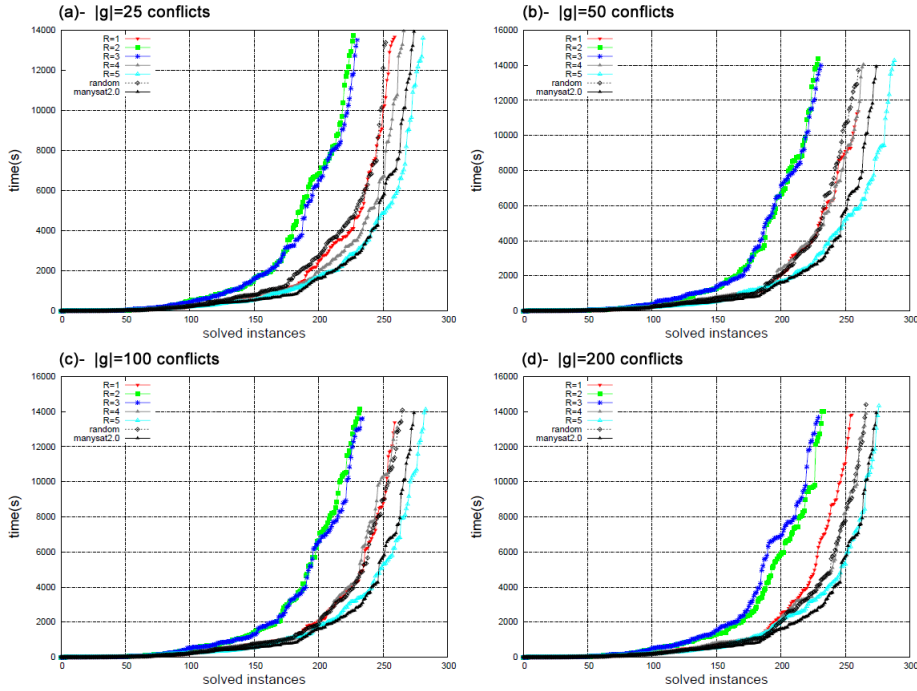 (a)- |g|=25 conflicts
14000
12000
10000
8000
6000
4000
2000
0
time(s)
R=1
R=2
R=3
R=4
R=5
random
manysat2.0
0 50 100 150 200 250 300
solved instances
(b)- |g|=50 conflicts
16000
14000
12000
10000
8000
6000
4000
2000
0
time(s)
R=1
R=2
R=3
R=4
R=5
random
manysat2.0
0 50 100 150 200 250 300
solved instances
(c)- |g|=100 conflicts
16000
14000
12000
10000
8000
6000
4000
2000
0
time(s)
R=1
R=2
R=3
R=4
R=5
random
manysat2.0
0 50 100 150 200 250 300
solved instances
(d)- |g|=200 conflicts
16000
14000
12000
10000
8000
6000
4000
2000
0
time(s)
R=1
R=2
R=3
R=4
R=5
random
manysat2.0
0 50 100 150 200 250 300
solved instances